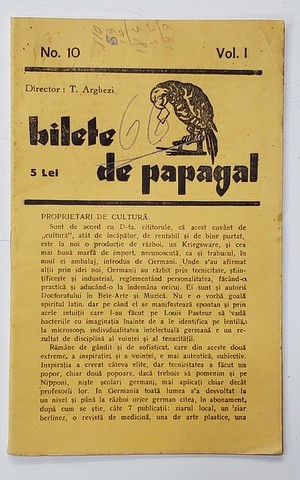 No. 10
Vol. I
Director : T. Arghezi
66
bilete
de papagal
5 Lei
PROPRIETARI DE CULTURĂ.
Sunt de acord cu D-ta, cititorule, că acest cuvânt de
„cultură”, atât de încăpător, de rentabil și de bine purtat,
este la noi o producție de război, un Kriegsware, și cea
mai bună marfă de import, necunoscută, ca și trabucul, în
noul ei ambalaj, introdus de Germani. Unde s'au afirmat
alții prin idei noi, Germanii au răzbit prin tecnicitate, știin-
țificește și industrial, reglementând personalitatea, făcând-o
practică și aducând-o la îndemâna oricui. Ei sunt și autorii
Doctoratului în Bele-Arte și Muzică. Nu e o vorbă goală
spiritul latin, dar pe când el se manifestează spontan și prin
acele intuiții care l-au făcut pe Louis Pasteur să vadă
bacteriile cu imaginația înainte de a le identifica pe lentilă,
la microscop, individualitatea intelectuală germană e un re-
zultat de disciplină al voinței și al tenacității.
Rămâne de gândit și de sofisticat, care din aceste două
extreme, a inspirației și a voinței, e mai autentică, subiectiv.
Inspirația a creeat câteva elite, dar tecnicitatea a făcut un
popor, chiar două popoare, dacă trebuie să pomenim și pe
Nipponi, niște școlari germani, mai aplicați chiar decât
profesorii lor. În Germania toată lumea s'a desvoltat la
un nivel și până la război orice german citea, în abonament,
după cum se știe, câte 7 publicații: ziarul local, un ziar
berlinez, o revistă de medicină, una de arte plastice, una